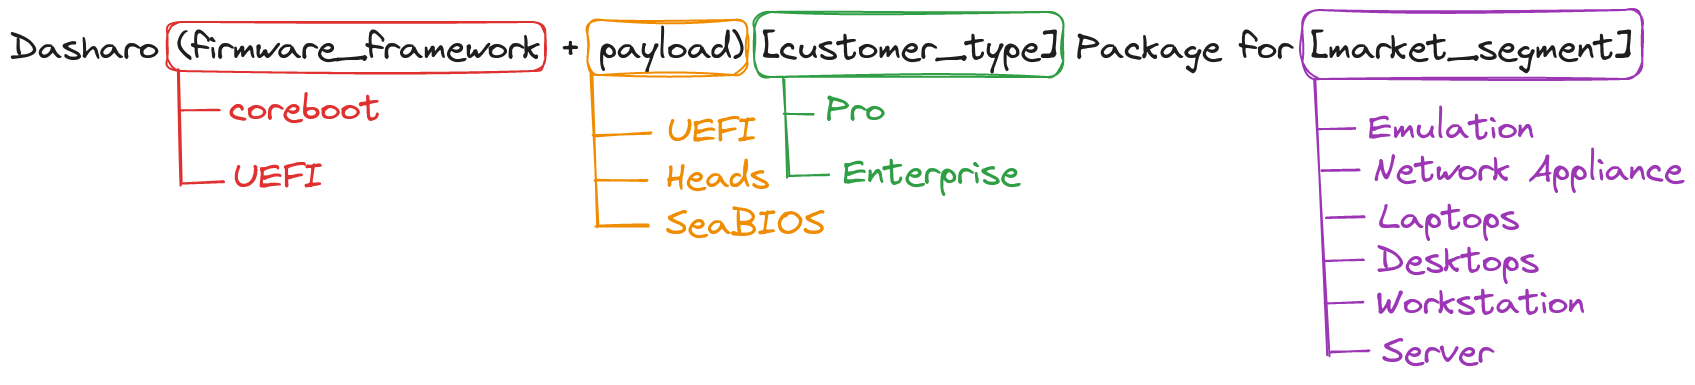 Dasharo (firmware_framework + payload) [customer_type] Package for [market_segment]
coreboot
UEFI
UEFI
Heads
SeaBIOS
Pro
Enterprise
Emulation
Network Appliance
Laptops
Desktops
Workstation
Server